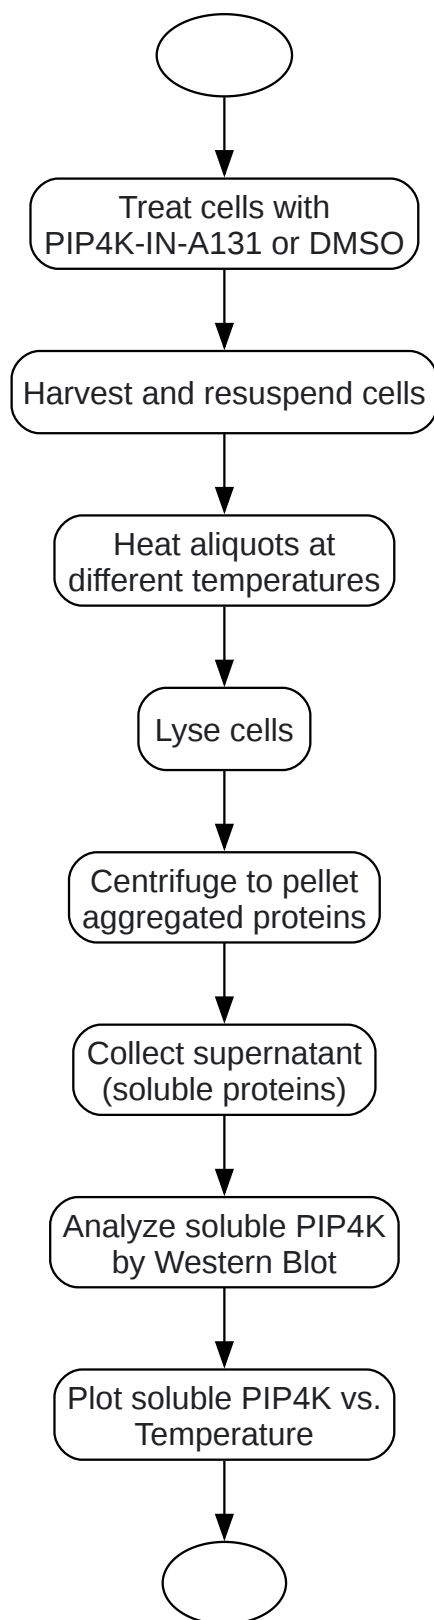 Treat cells with
PIP4K-IN-A131 or DMSO
Harvest and resuspend cells
Heat aliquots at
different temperatures
Lyse cells
Centrifuge to pellet
aggregated proteins
Collect supernatant
(soluble proteins)
Analyze soluble PIP4K
by Western Blot
Plot soluble PIP4K vs.
Temperature